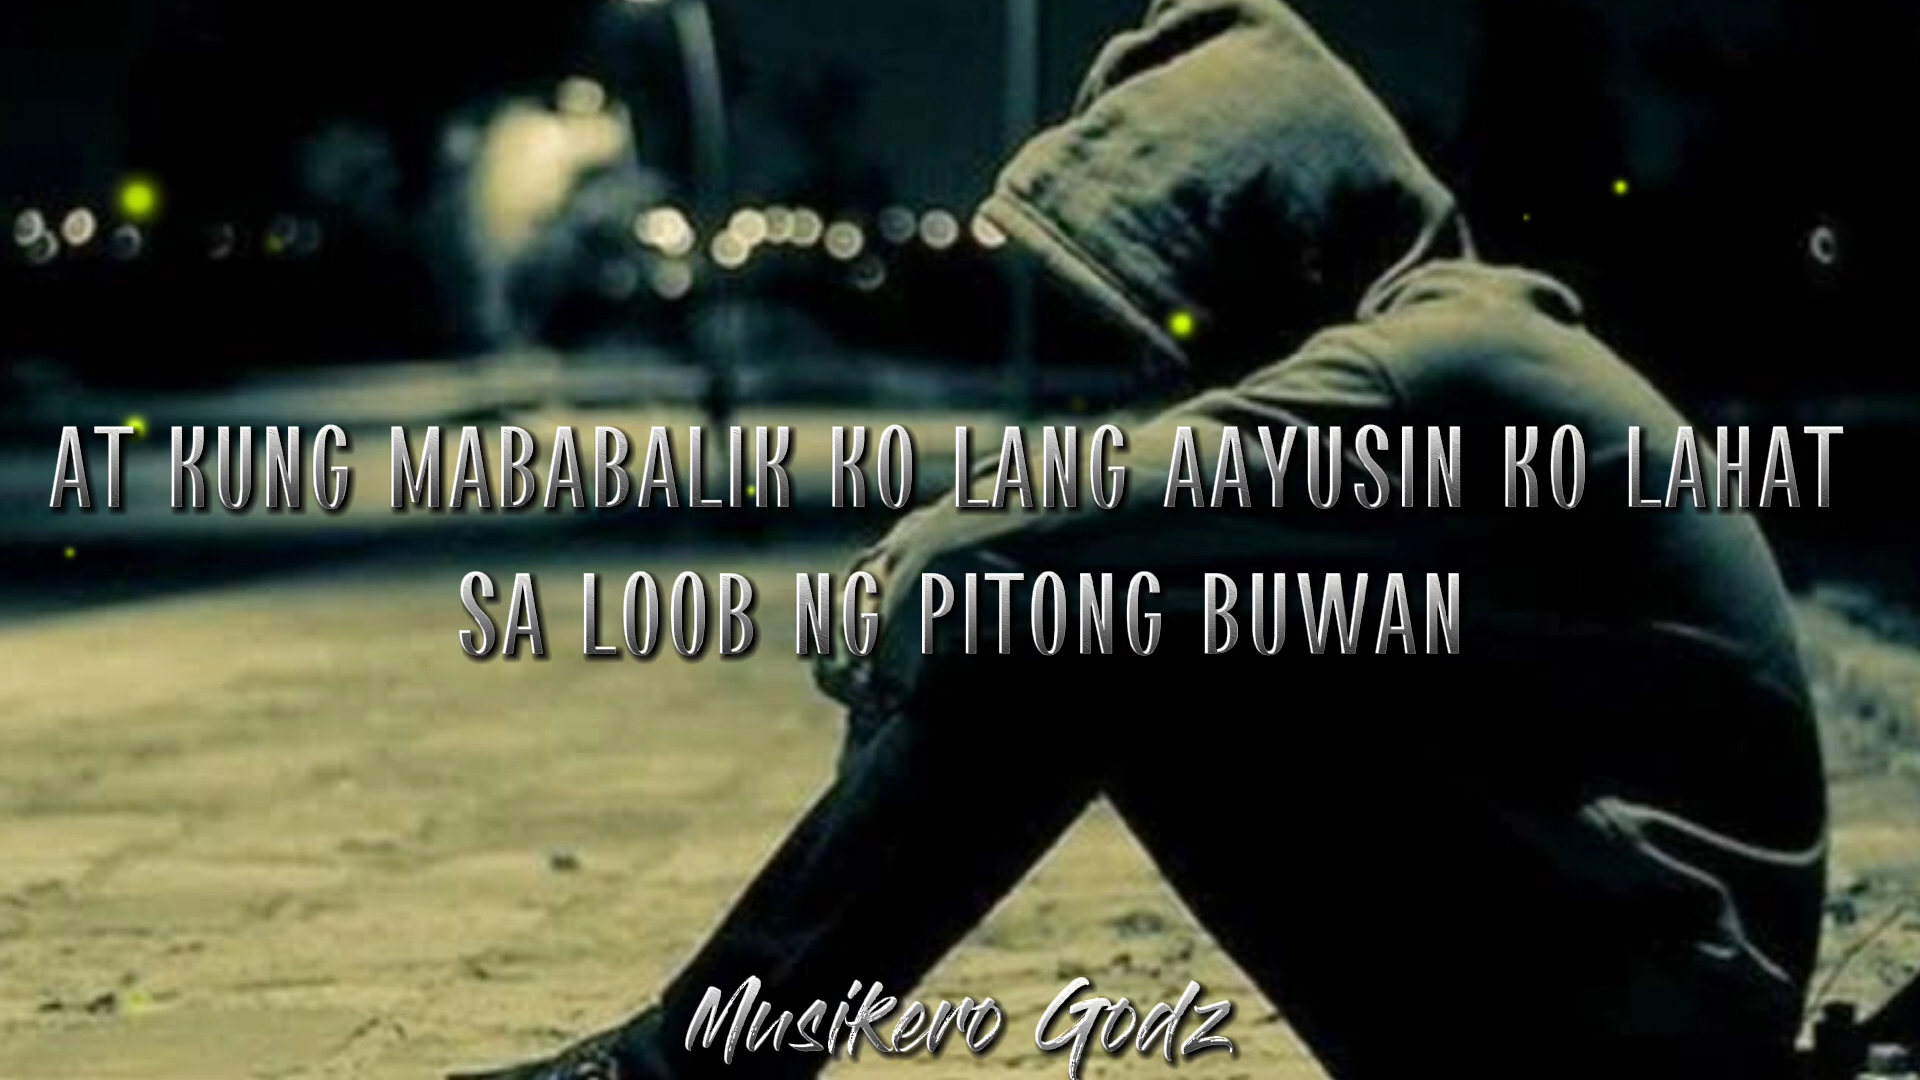 AT KUNG MABABALIK KO LANG AAYUSIN KO LAHAT
SA LOOB NG PITONG BUWAN
Musikero Godz